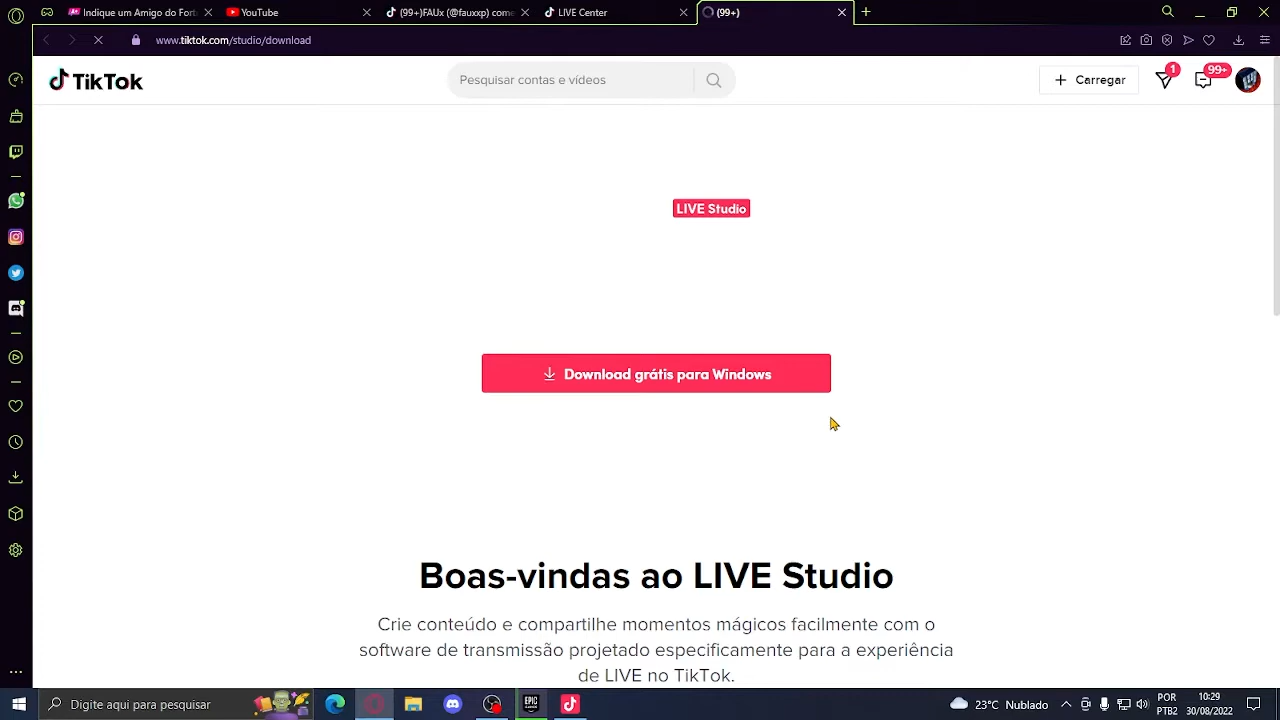 Indique um Amigo do Fort
YouTube
(99+)FAUx (@fauxxp) come
LIVE Center
(99+)
www.tiktok.com/studio/download
TikTok
Pesquisar contas e vídeos
Carregar
1
99+
LIVE Studio
Download grátis para Windows
Boas-vindas ao LIVE Studio
Crie conteúdo e compartilhe momentos mágicos facilmente com o
software de transmissão projetado especificamente para a experiência
de LIVE no TikTok.
Digite aqui para pesquisar
EPIC
23°C Nublado
POR
PTB2
10:29
30/08/2022